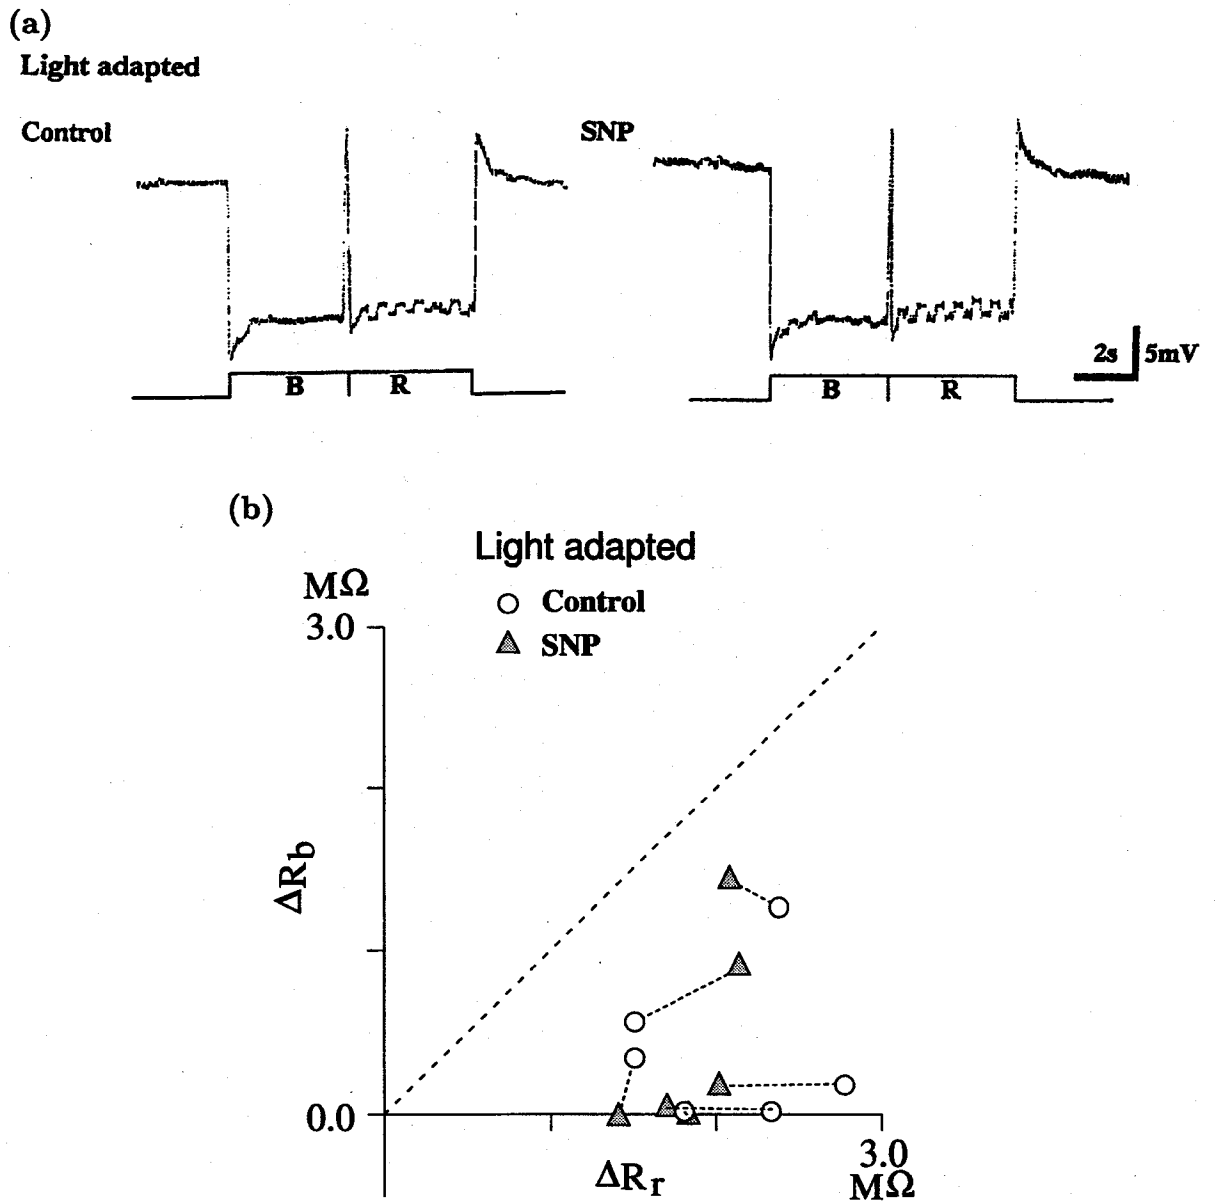 (a)
Light adapted
Control
SNP
2s 5mV
B R
B R
(b)
Light adapted
MΩ
Control
3.0
SNP
ΔRb
0.0
ΔRr
3.0
MΩ